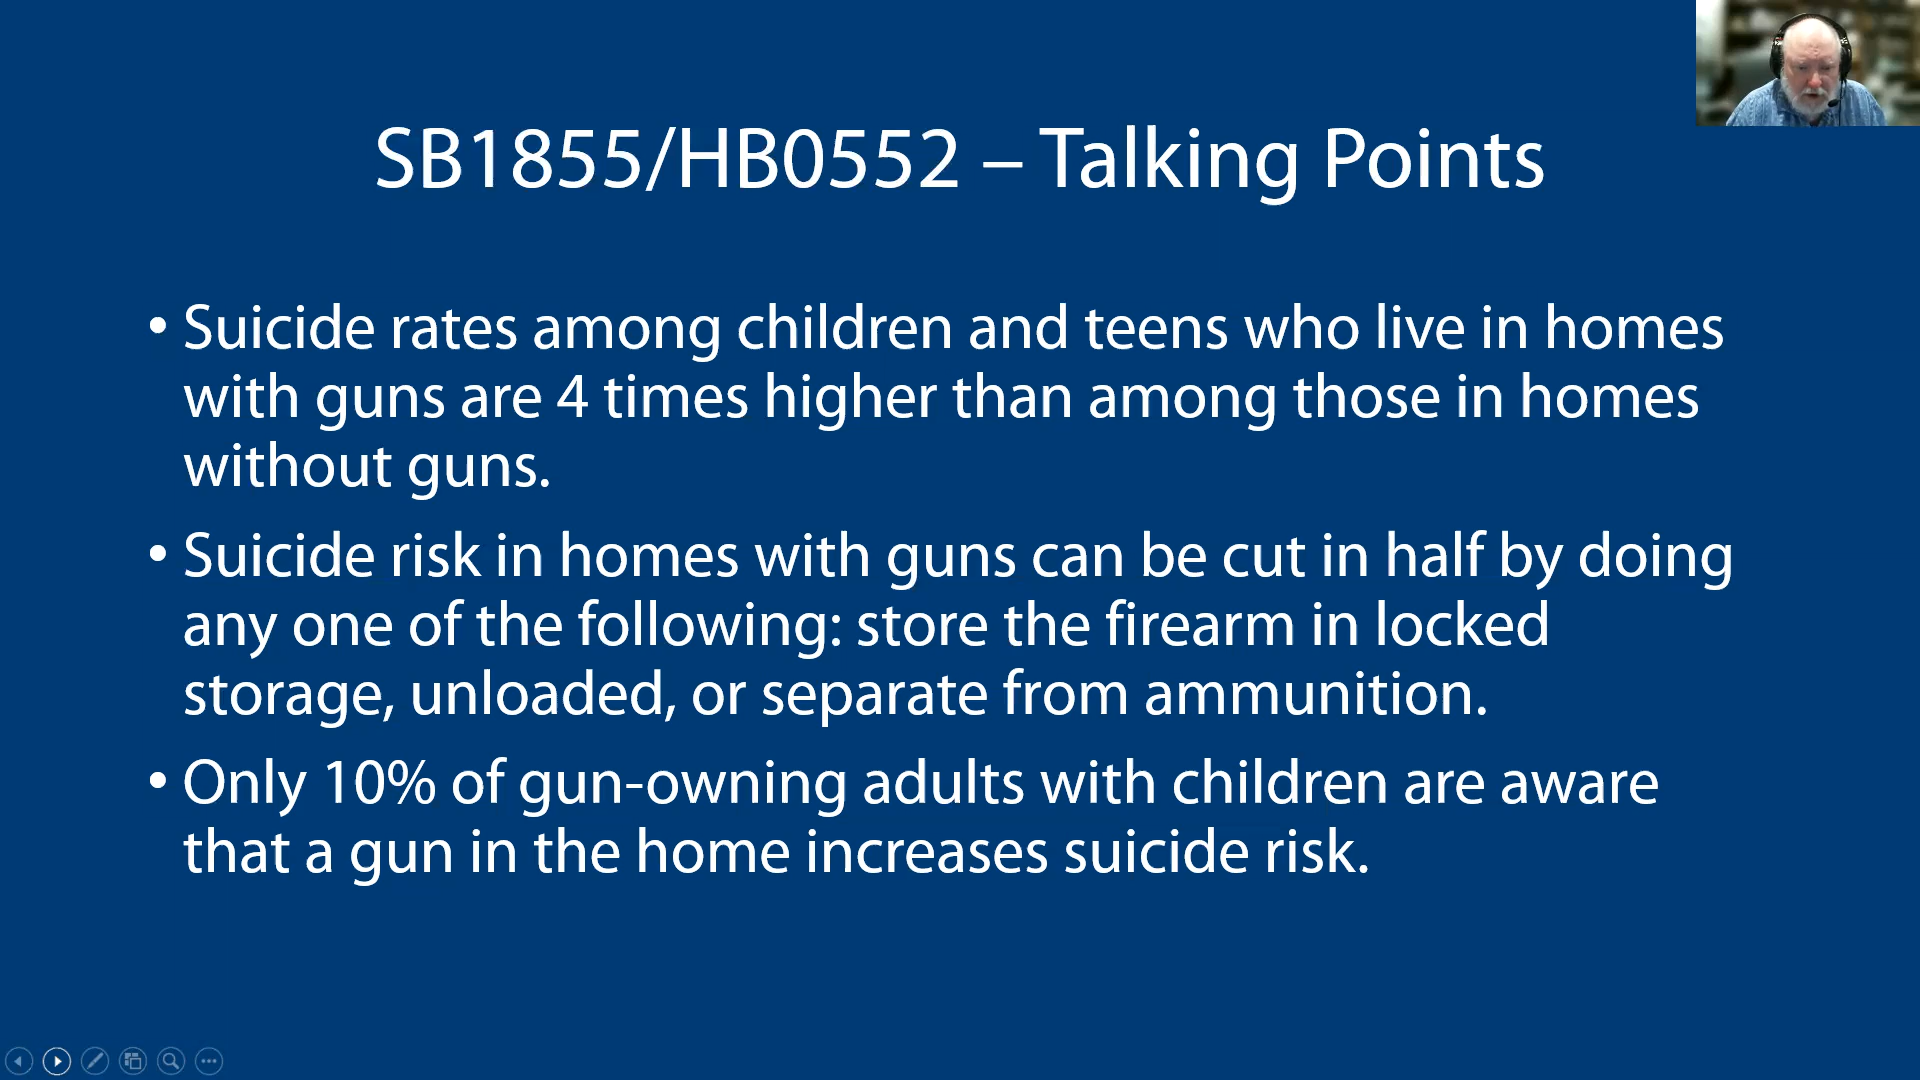 SB1855/HB0552 – Talking Points
• Suicide rates among children and teens who live in homes
with guns are 4 times higher than among those in homes
without guns.
• Suicide risk in homes with guns can be cut in half by doing
any one of the following: store the firearm in locked
storage, unloaded, or separate from ammunition.
• Only 10% of gun-owning adults with children are aware
that a gun in the home increases suicide risk.